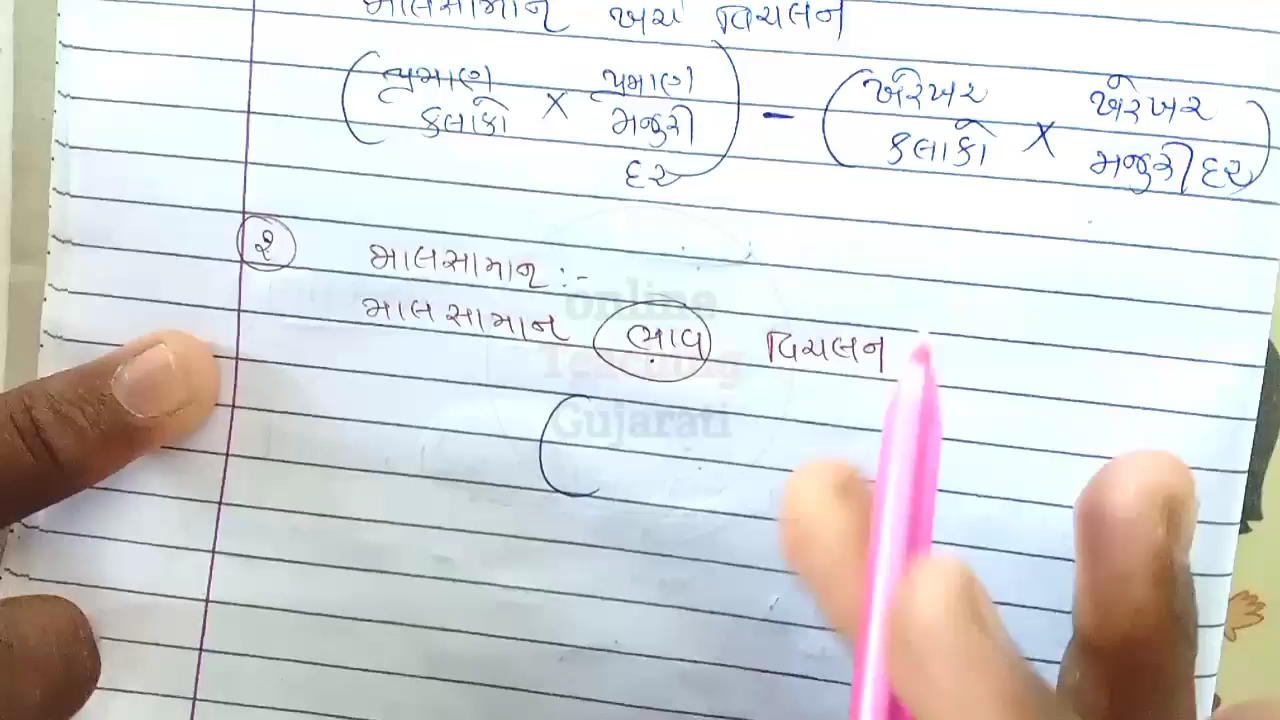 માલસામાન ખર્ચ વિચલન
(પ્રમાણ કલાકો × પ્રમાણ મજુરી દર) - (ખરેખર કલાકો × ખરેખર મજુરી દર)
૨ માલસામાન :-
માલસામાન ભાવ વિચલન
(
online
Teaching
Gujarati